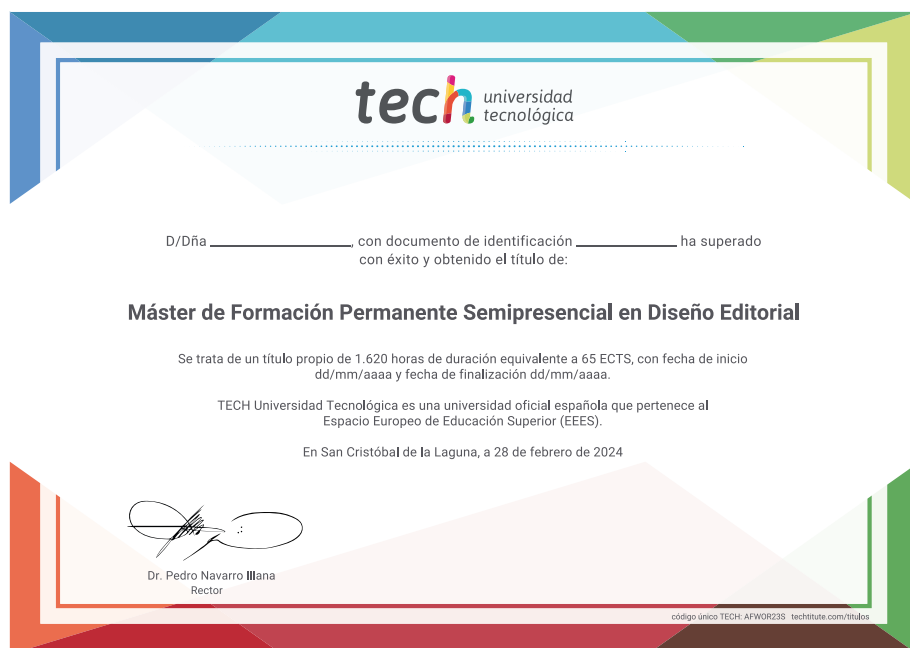 tech universidad
tecnológica
D/Dña ____________________, con documento de identificación ______________ ha superado
con éxito y obtenido el título de:
Máster de Formación Permanente Semipresencial en Diseño Editorial
Se trata de un título propio de 1.620 horas de duración equivalente a 65 ECTS, con fecha de inicio
dd/mm/aaaa y fecha de finalización dd/mm/aaaa.
TECH Universidad Tecnológica es una universidad oficial española que pertenece al
Espacio Europeo de Educación Superior (EEES).
En San Cristóbal de la Laguna, a 28 de febrero de 2024
Dr. Pedro Navarro Illana
Rector
código único TECH: AFWOR23S techtitute.com/titulos